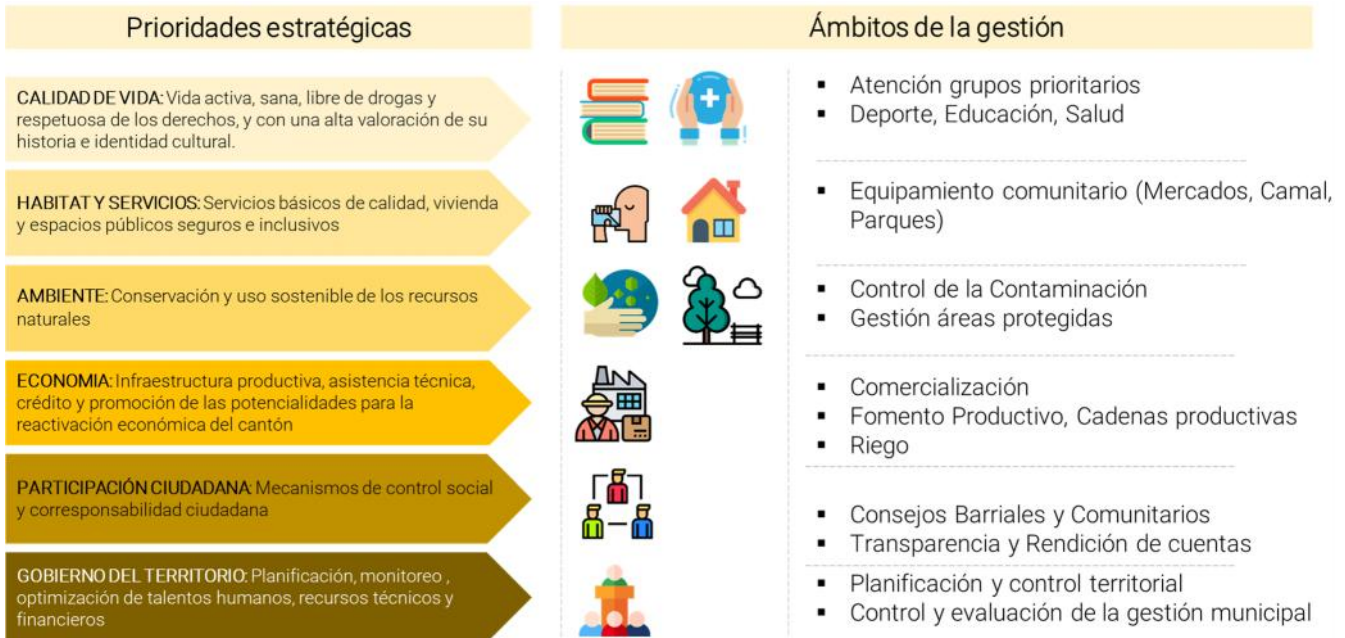 Prioridades estratégicas
Ámbitos de la gestión
CALIDAD DE VIDA: Vida activa, sana, libre de drogas y
respetuosa de los derechos, y con una alta valoración de su
historia e identidad cultural.
▪ Atención grupos prioritarios
▪ Deporte, Educación, Salud
HABITAT Y SERVICIOS: Servicios básicos de calidad, vivienda
y espacios públicos seguros e inclusivos
▪ Equipamiento comunitario (Mercados, Camal,
Parques)
AMBIENTE: Conservación y uso sostenible de los recursos
naturales
▪ Control de la Contaminación
▪ Gestión áreas protegidas
ECONOMIA: Infraestructura productiva, asistencia técnica,
crédito y promoción de las potencialidades para la
reactivación económica del cantón
▪ Comercialización
▪ Fomento Productivo, Cadenas productivas
▪ Riego
PARTICIPACIÓN CIUDADANA: Mecanismos de control social
y corresponsabilidad ciudadana
▪ Consejos Barriales y Comunitarios
▪ Transparencia y Rendición de cuentas
GOBIERNO DEL TERRITORIO: Planificación, monitoreo ,
optimización de talentos humanos, recursos técnicos y
financieros
▪ Planificación y control territorial
▪ Control y evaluación de la gestión municipal